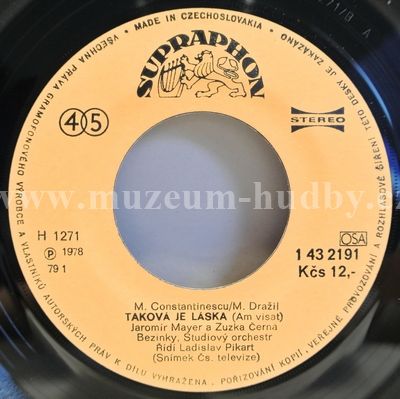 • MADE IN CZECHOSLOVAKIA •
VŠECHNA PRÁVA GRAMOFONOVÉHO VÝROBCE A VLASTNÍKŮ AUTORSKÝCH PRÁV K DÍLU VYHRAZENA. POŘIZOVÁNÍ KOPIÍ, VEŘEJNÉ PROVOZOVÁNÍ A ROZHLASOVÉ ŠÍŘENÍ TÉTO DESKY JE ZAKÁZÁNO
SUPRAPHON
45
STEREO
www.muzeum-hudby.cz
H 1271
OSA
℗ 1978
1 43 2191
79 1
Kčs 12,-
M. Constantinescu/M. Dražil
TAKOVÁ JE LÁSKA (Am visat)
Jaromír Mayer a Zuzka Černá
Bezinky, Studiový orchestr
Řídí Ladislav Pikart
(Snímek Čs. televize)